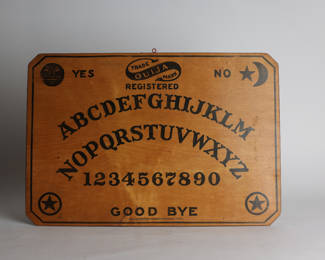 YES TRADE OUIJA MARK NO
REGISTERED
ABCDEFGHIJKLM
NOPQRSTUVWXYZ
1234567890
GOOD BYE